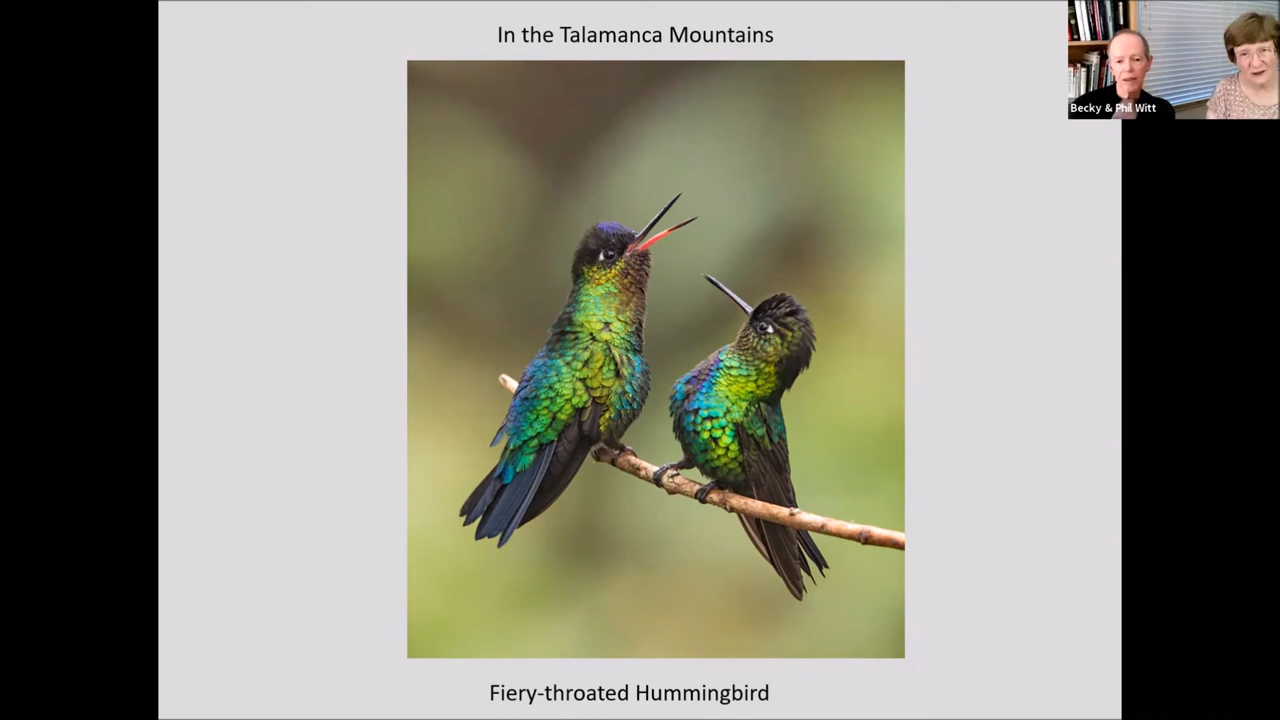 In the Talamanca Mountains
Becky & Phil Witt
Fiery-throated Hummingbird